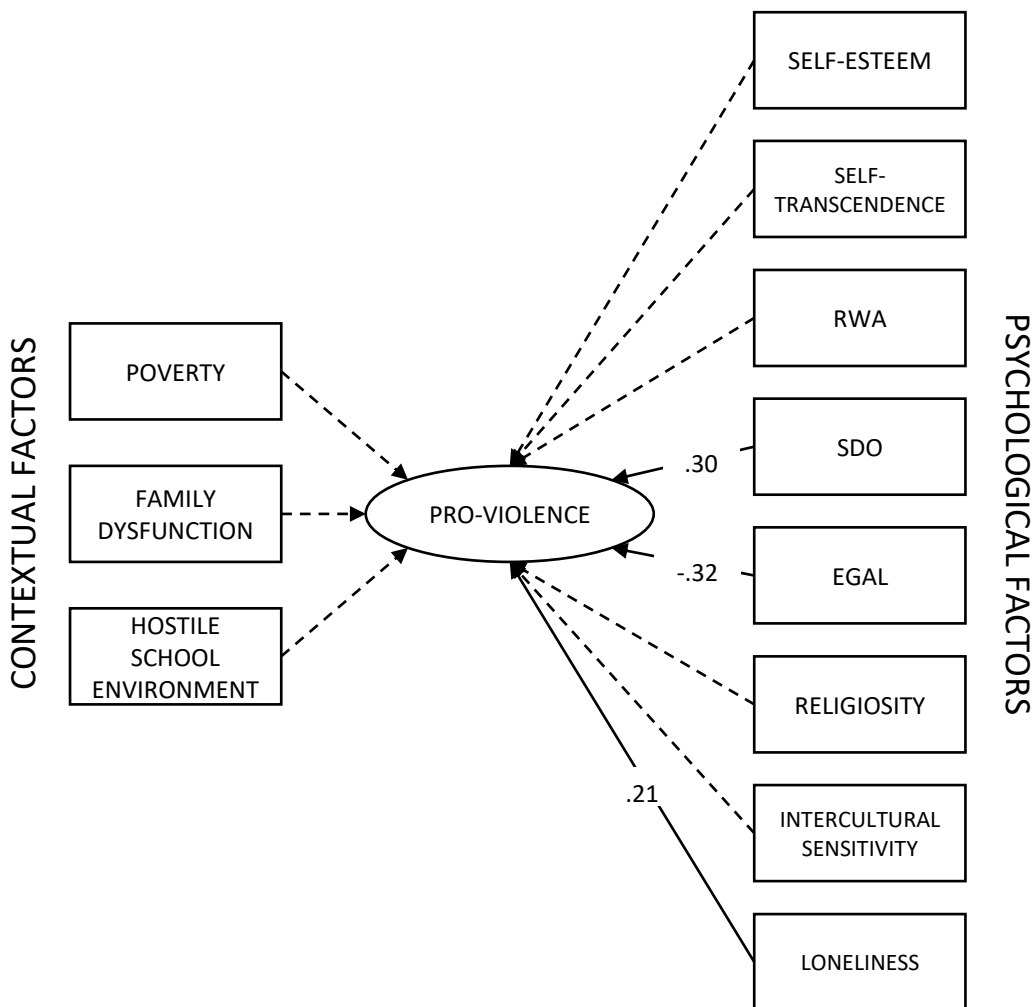 CONTEXTUAL FACTORS
POVERTY
FAMILY
DYSFUNCTION
HOSTILE
SCHOOL
ENVIRONMENT
PRO-VIOLENCE
.30
-.32
.21
SELF-ESTEEM
SELF-
TRANSCENDENCE
RWA
SDO
EGAL
RELIGIOSITY
INTERCULTURAL
SENSITIVITY
LONELINESS
PSYCHOLOGICAL FACTORS